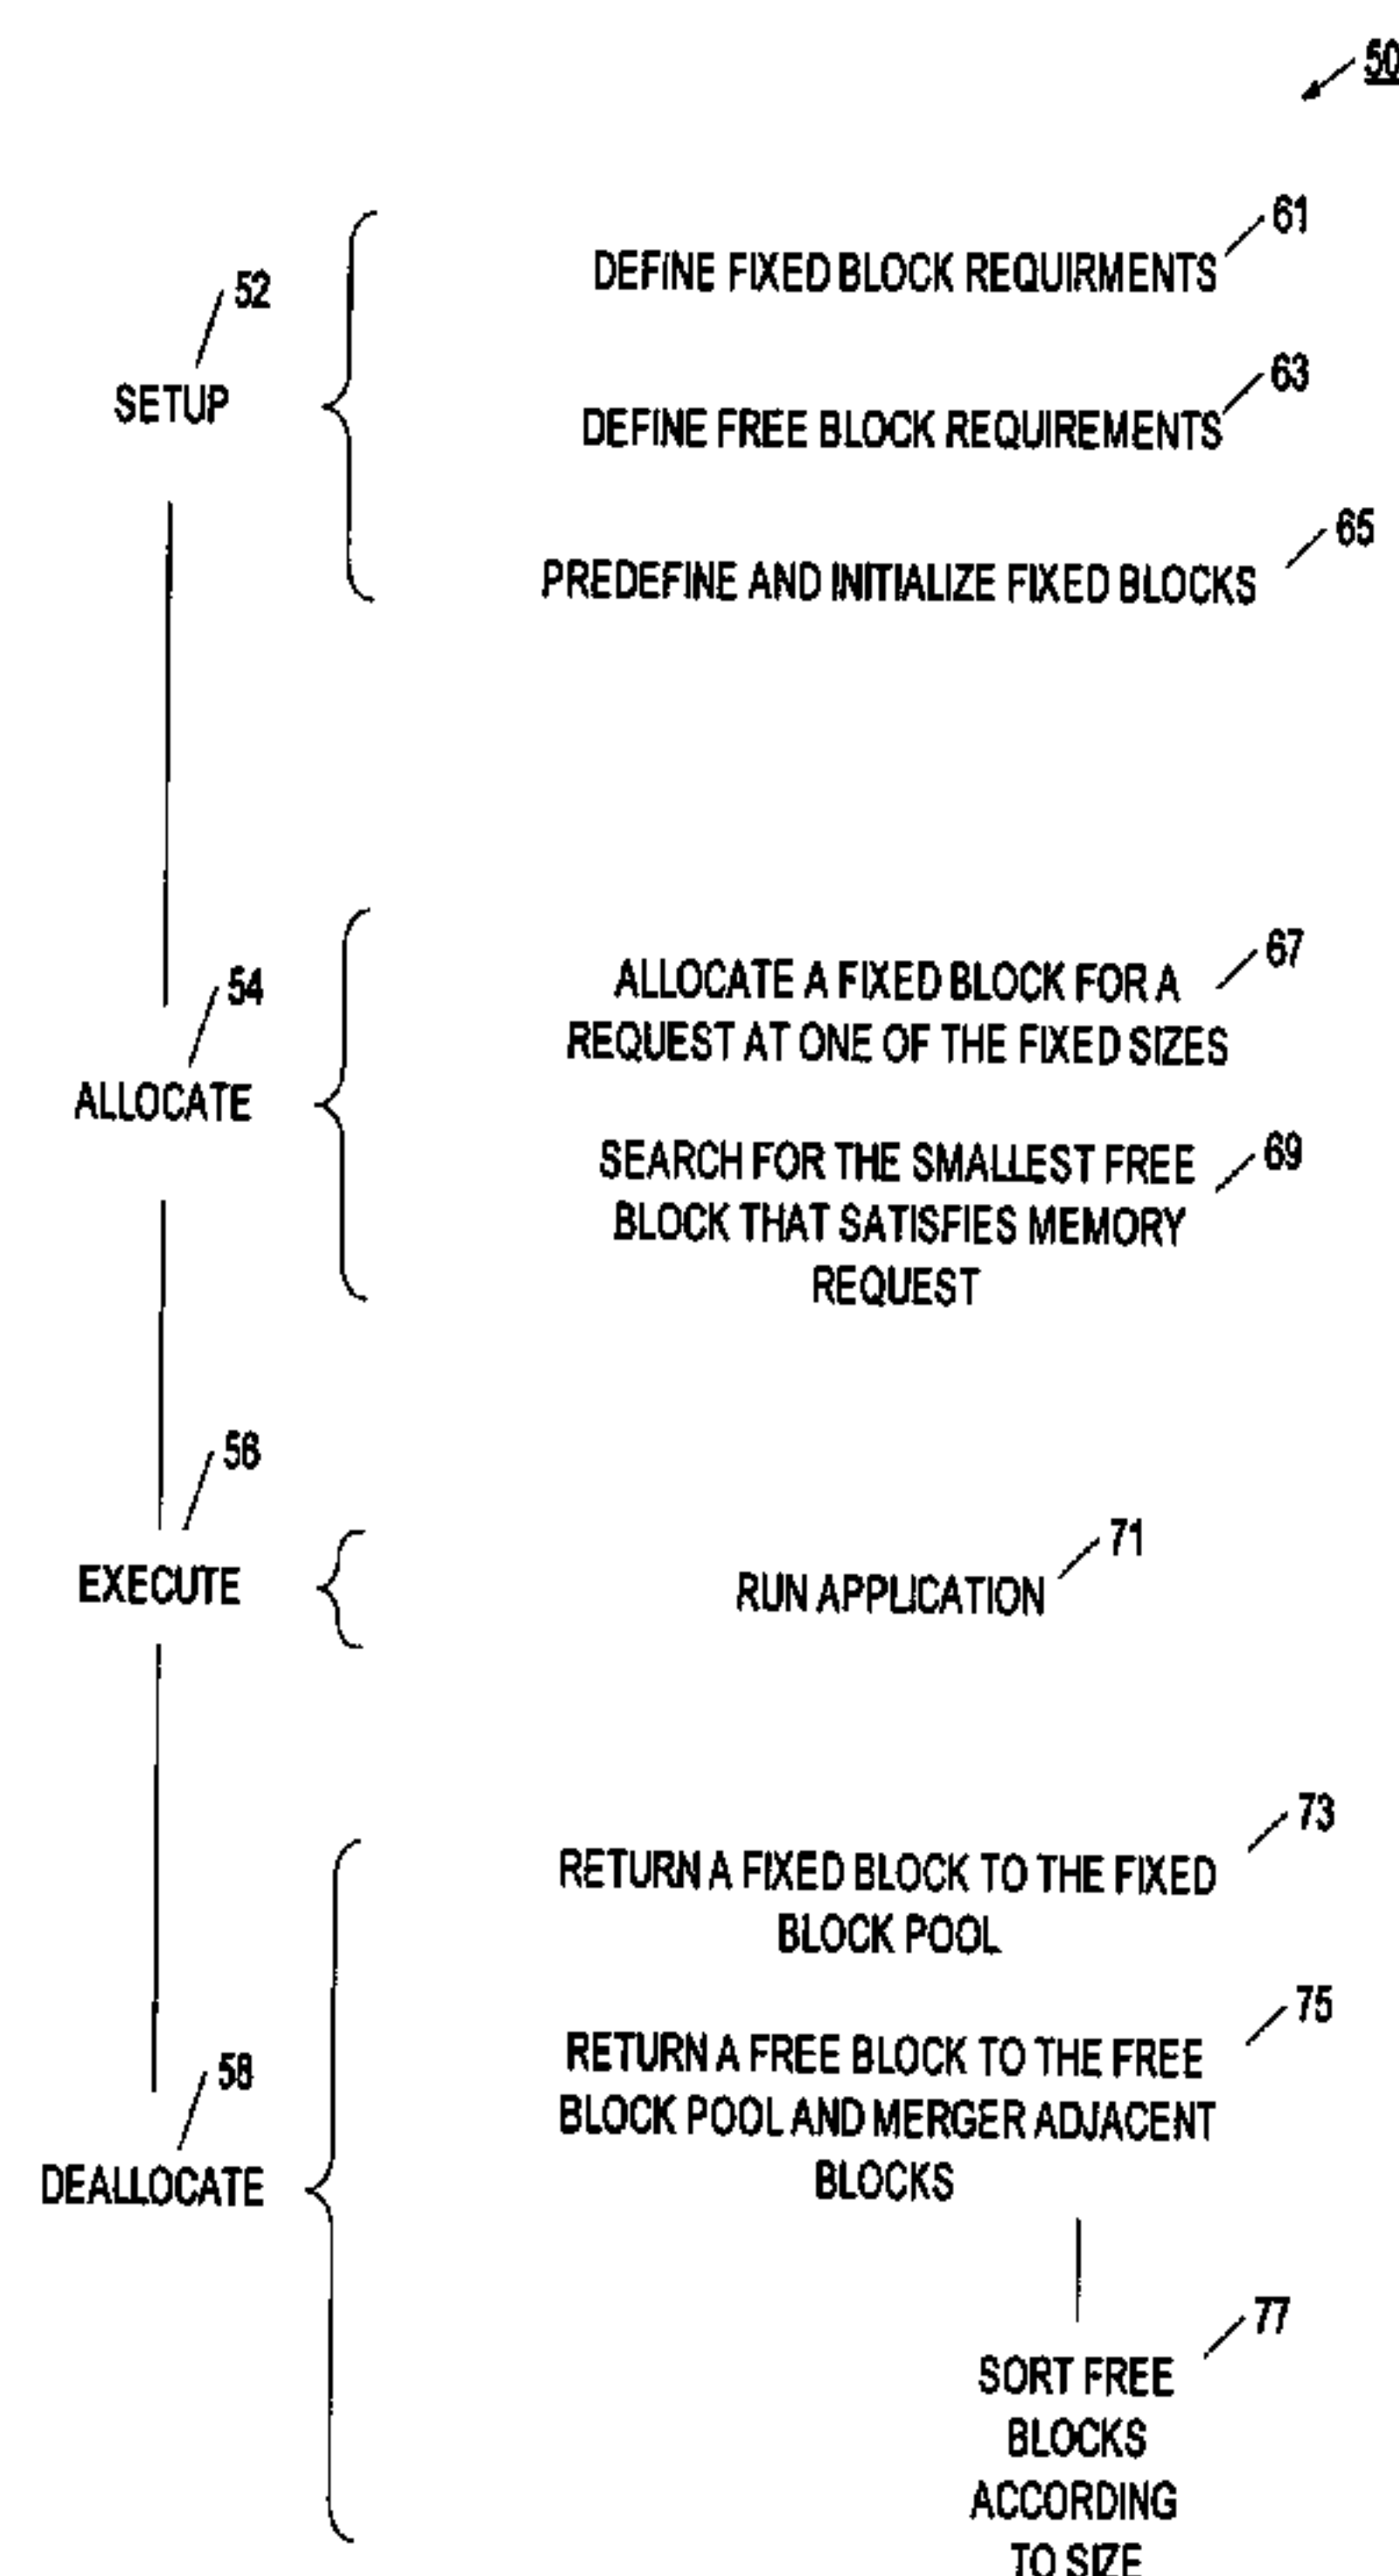 50
61
DEFINE FIXED BLOCK REQUIRMENTS
52
63
SETUP
DEFINE FREE BLOCK REQUIREMENTS
65
PREDEFINE AND INITIALIZE FIXED BLOCKS
67
54
ALLOCATE A FIXED BLOCK FOR A
REQUEST AT ONE OF THE FIXED SIZES
ALLOCATE
69
SEARCH FOR THE SMALLEST FREE
BLOCK THAT SATISFIES MEMORY
REQUEST
56
71
EXECUTE
RUN APPLICATION
73
RETURN A FIXED BLOCK TO THE FIXED
BLOCK POOL
75
58
RETURN A FREE BLOCK TO THE FREE
BLOCK POOL AND MERGER ADJACENT
BLOCKS
DEALLOCATE
77
SORT FREE
BLOCKS
ACCORDING
TO SIZE